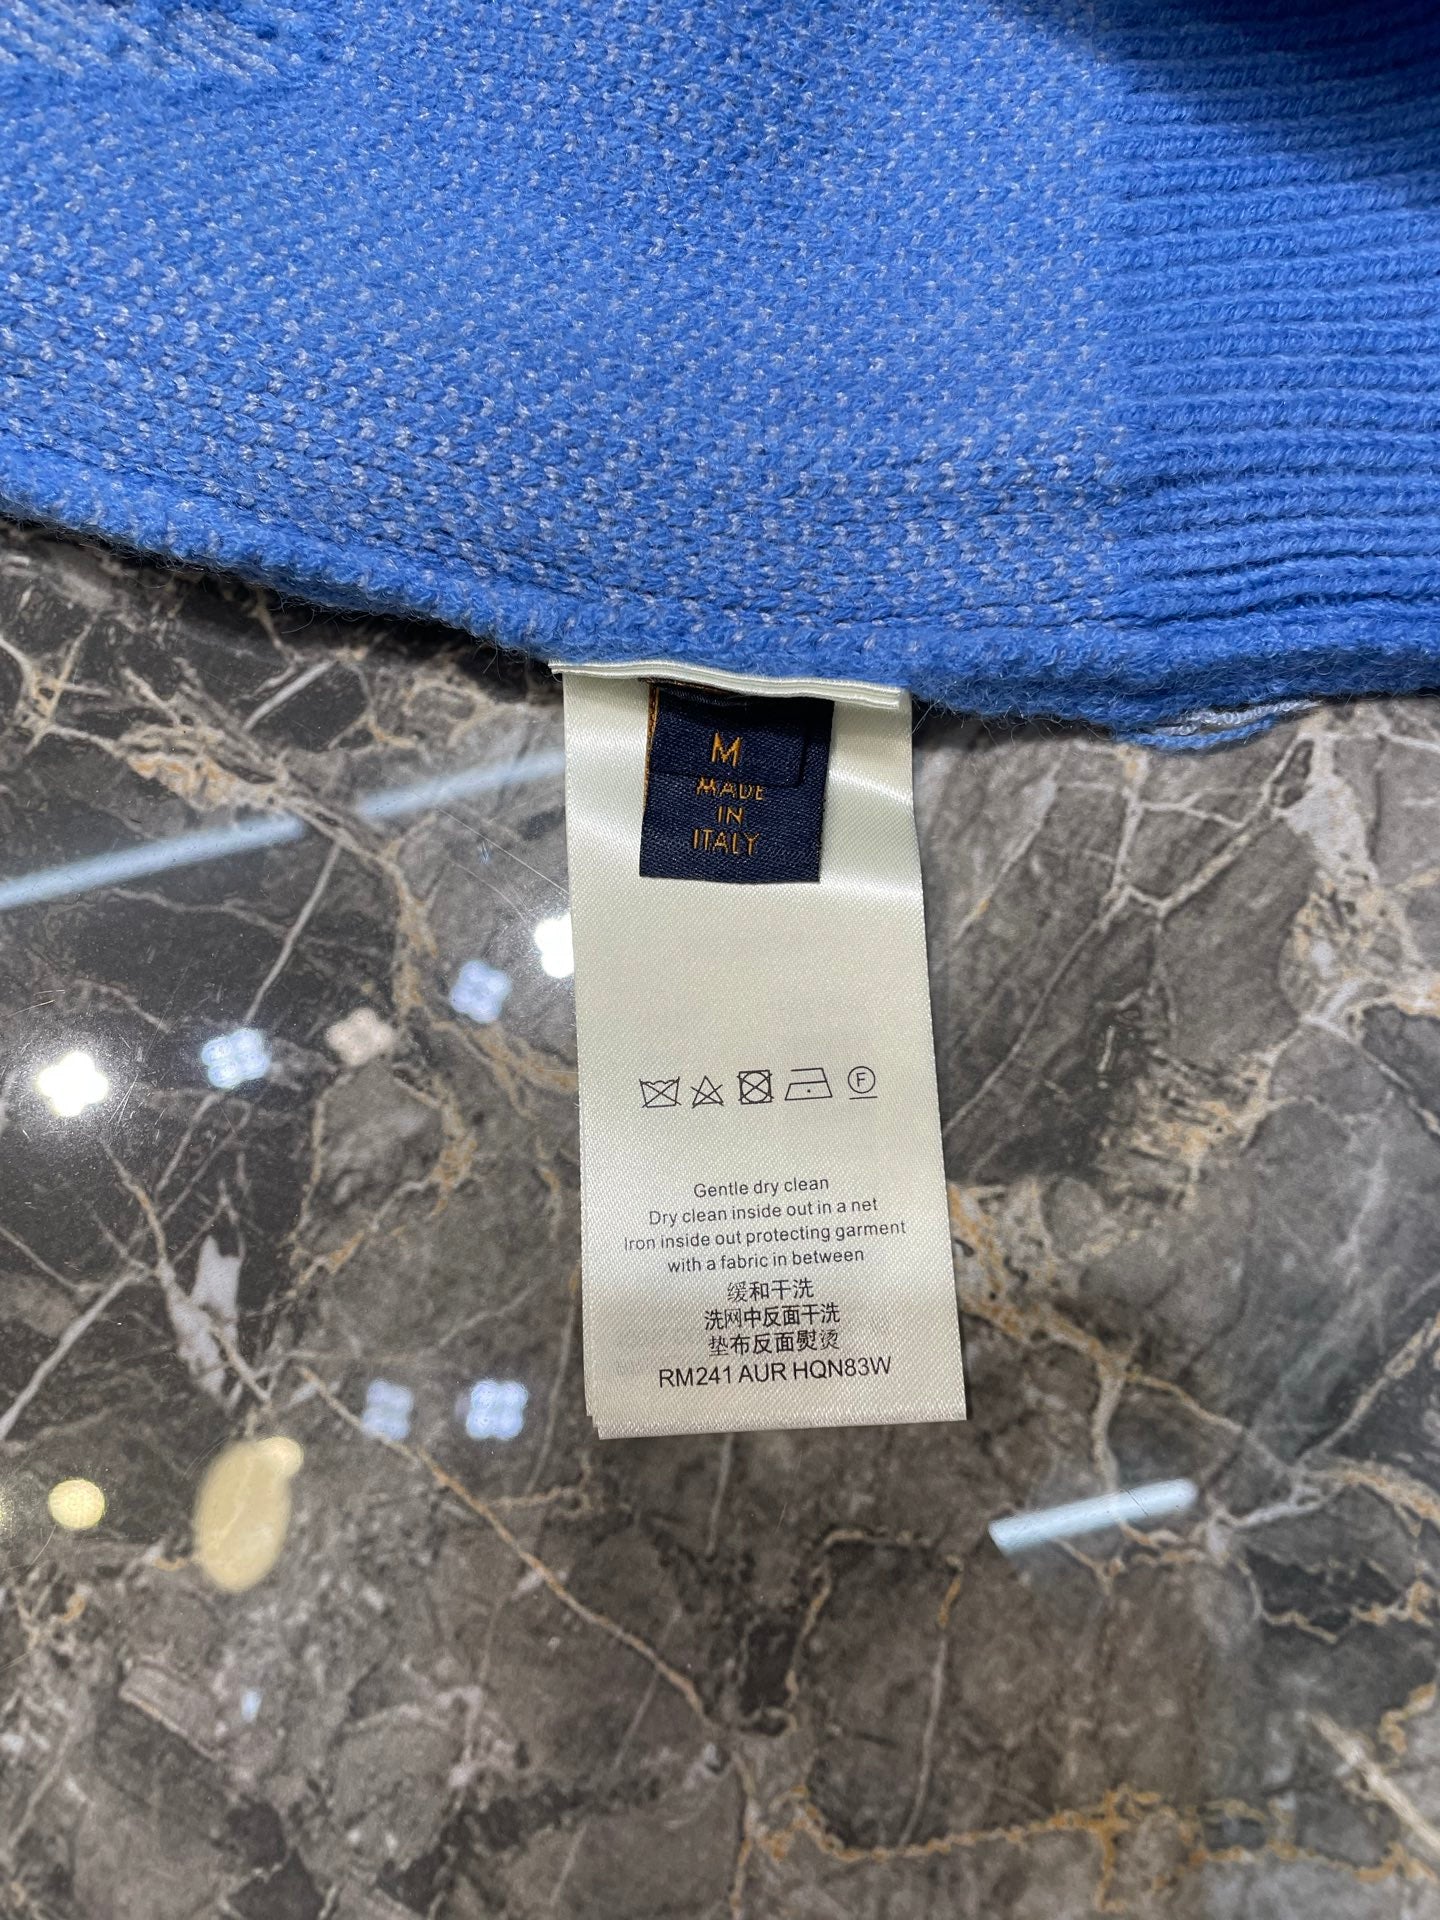 M
MADE
IN
ITALY
F
Gentle dry clean
Dry clean inside out in a net
Iron inside out protecting garment
with a fabric in between
缓和干洗
洗网中反面干洗
垫布反面熨烫
RM241 AUR HQN83W